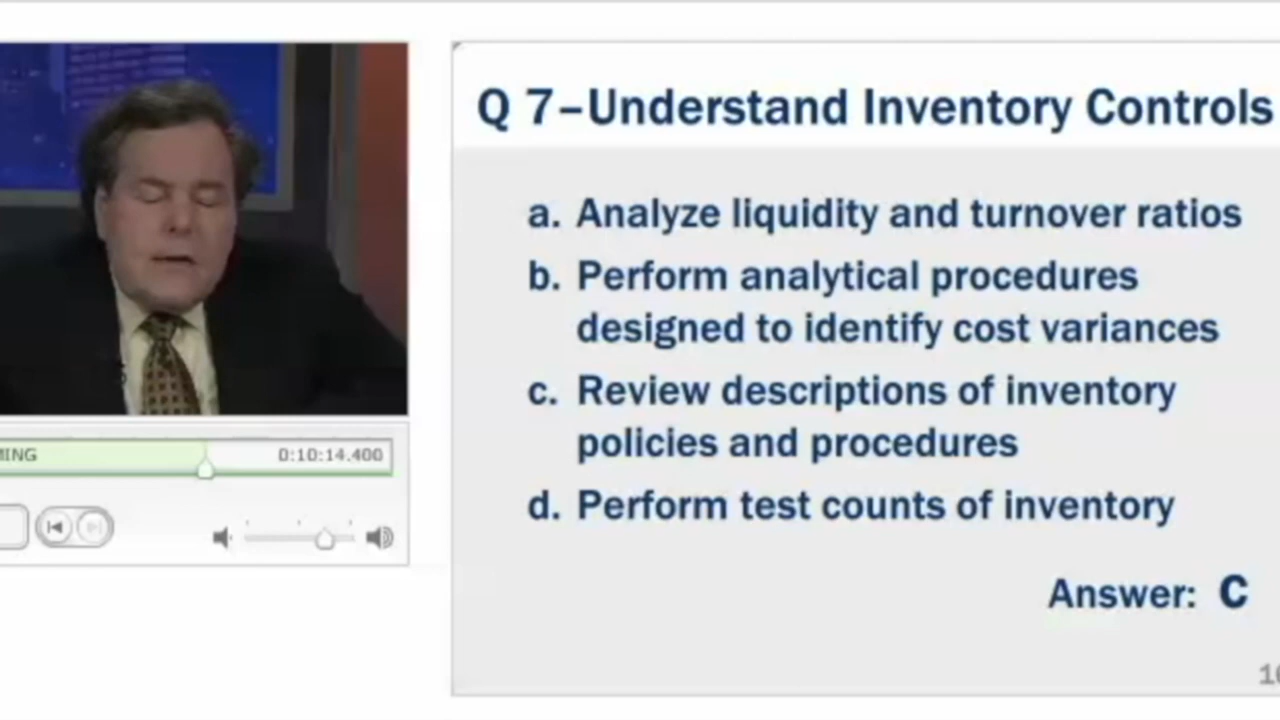 Q 7–Understand Inventory Controls
a. Analyze liquidity and turnover ratios
b. Perform analytical procedures
designed to identify cost variances
c. Review descriptions of inventory
policies and procedures
d. Perform test counts of inventory
Answer: C
0:10:14.400